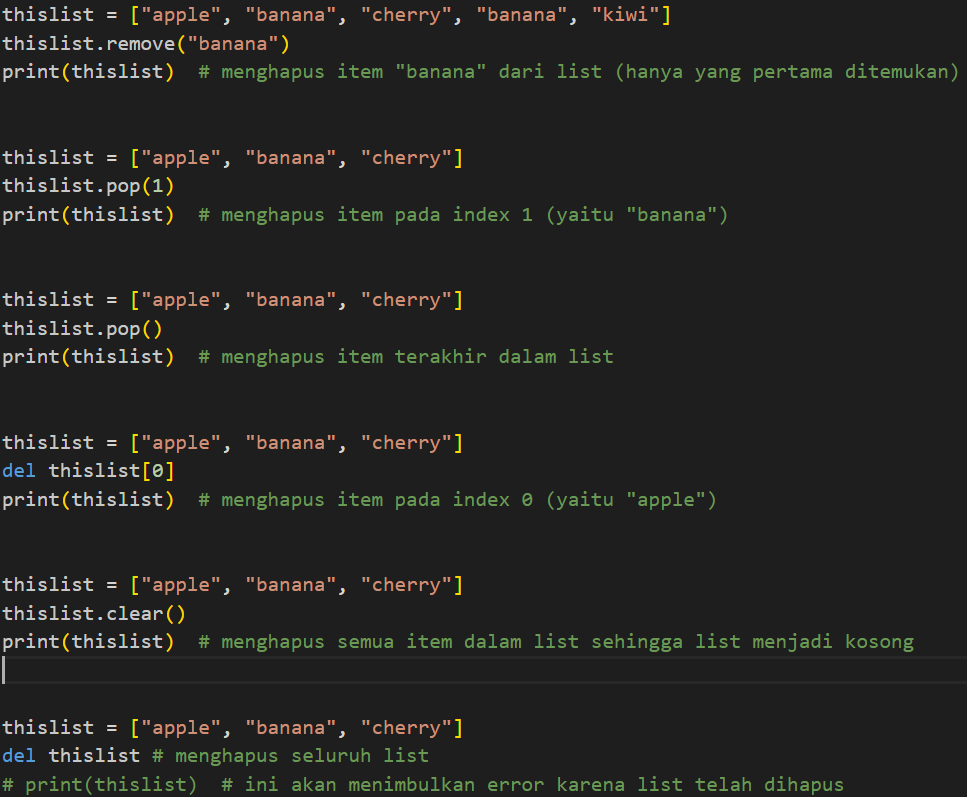 thislist = ["apple", "banana", "cherry", "banana", "kiwi"]
thislist.remove("banana")
print(thislist)  # menghapus item "banana" dari list (hanya yang pertama ditemukan)
thislist = ["apple", "banana", "cherry"]
thislist.pop(1)
print(thislist)  # menghapus item pada index 1 (yaitu "banana")
thislist = ["apple", "banana", "cherry"]
thislist.pop()
print(thislist)  # menghapus item terakhir dalam list
thislist = ["apple", "banana", "cherry"]
del thislist[0]
print(thislist)  # menghapus item pada index 0 (yaitu "apple")
thislist = ["apple", "banana", "cherry"]
thislist.clear()
print(thislist)  # menghapus semua item dalam list sehingga list menjadi kosong
thislist = ["apple", "banana", "cherry"]
del thislist # menghapus seluruh list
# print(thislist)  # ini akan menimbulkan error karena list telah dihapus